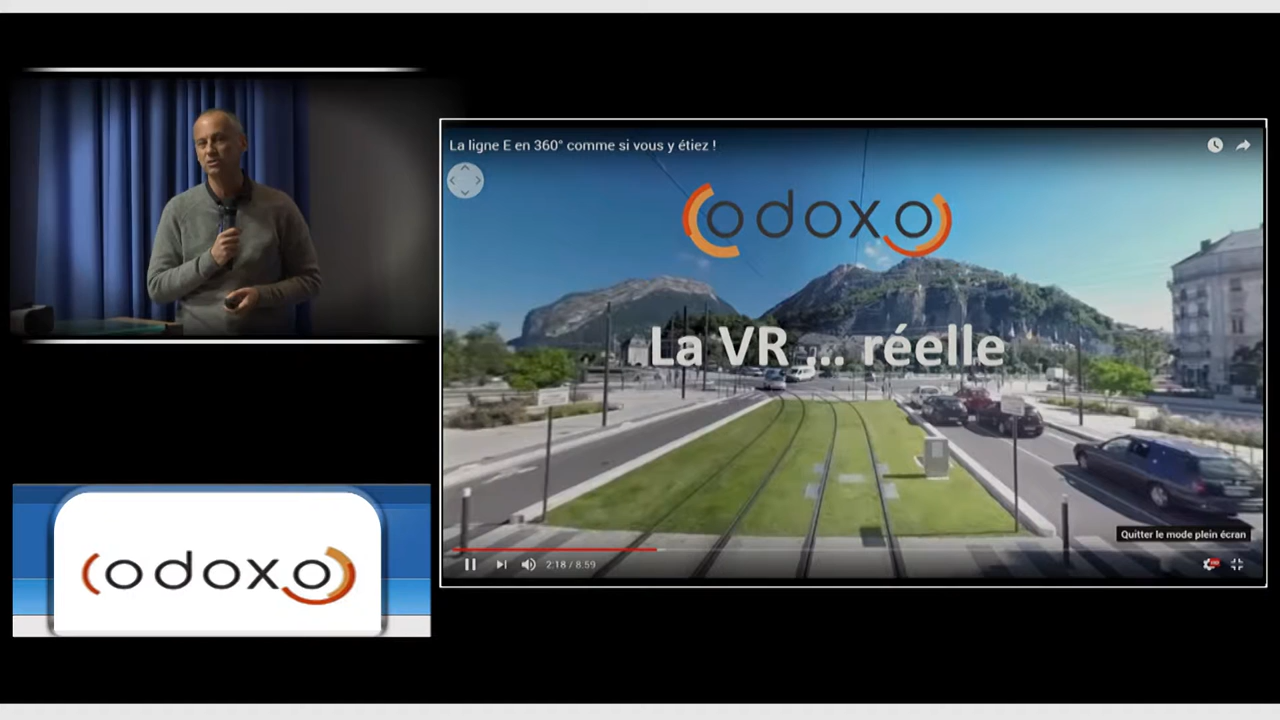 La ligne E en 360° comme si vous y étiez !
odoxo
La VR ... réelle
Quitter le mode plein écran
2:18 / 8:59
odoxo